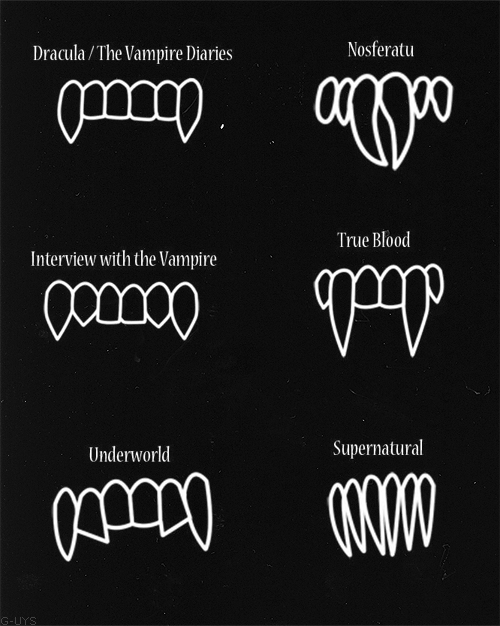 Dracula / The Vampire Diaries
Nosferatu
Interview with the Vampire
True Blood
Underworld
Supernatural
G-UYS